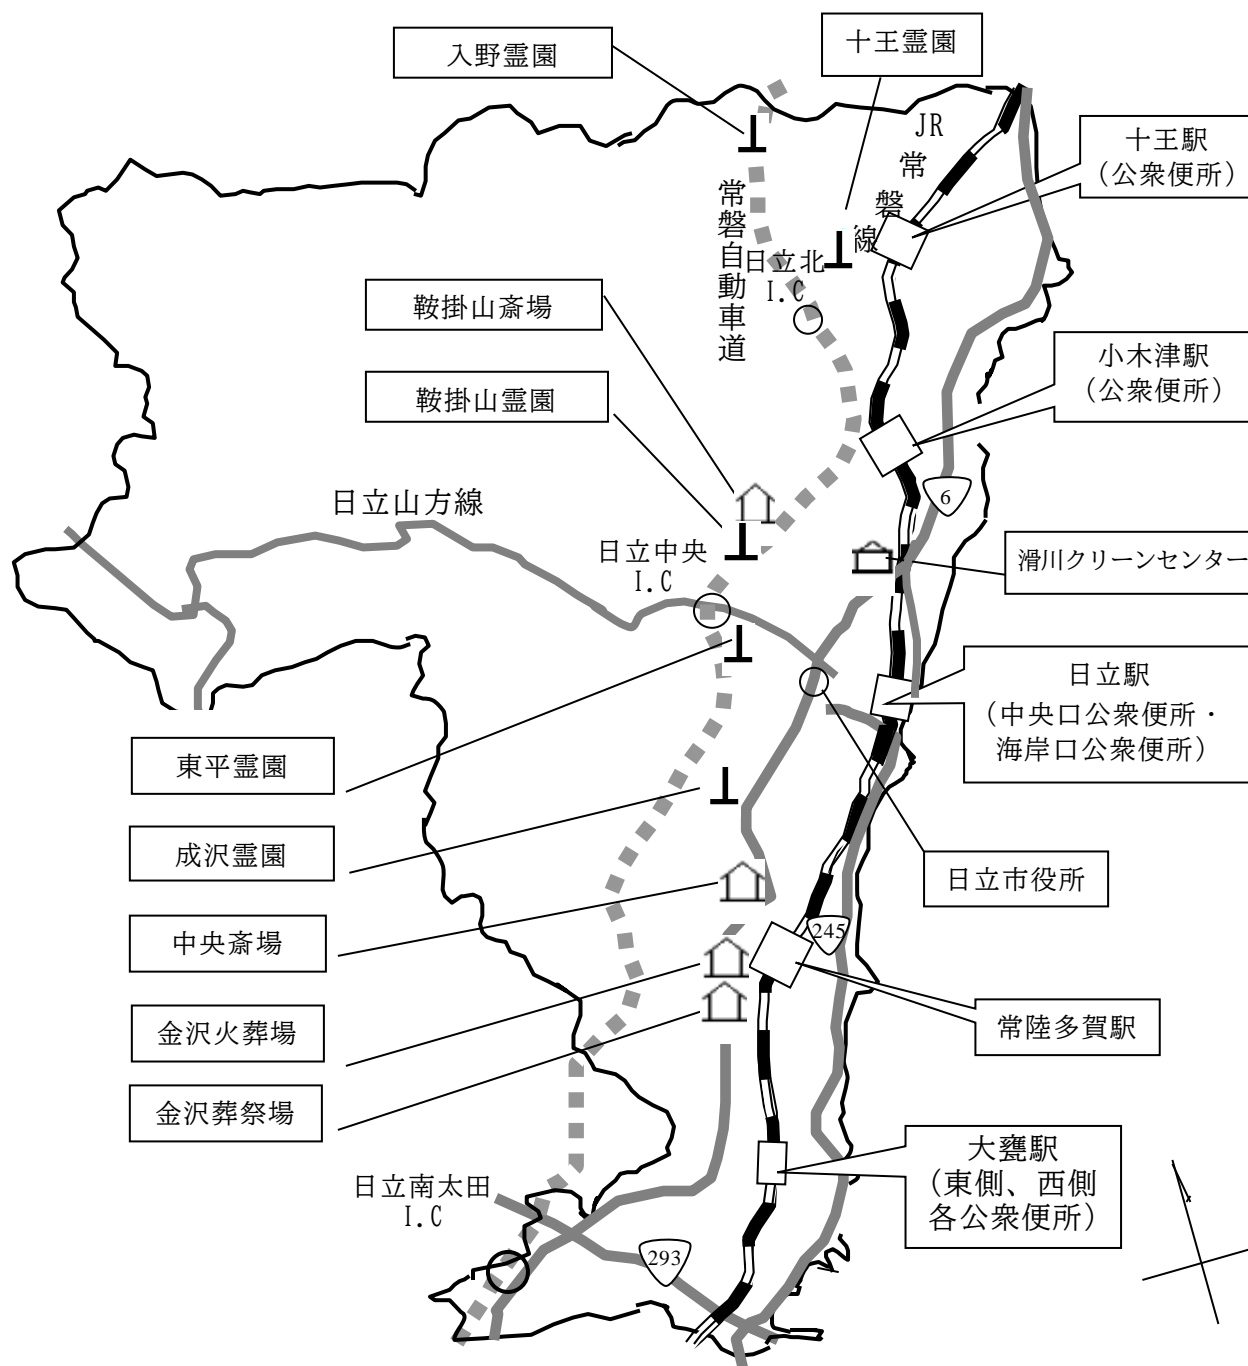 入野霊園
十王霊園
JR常磐線
十王駅
（公衆便所）
常磐自動車道
日立北
I.C
鞍掛山斎場
小木津駅
（公衆便所）
鞍掛山霊園
日立山方線
6
日立中央
I.C
滑川クリーンセンター
日立駅
（中央口公衆便所・
海岸口公衆便所）
東平霊園
成沢霊園
日立市役所
中央斎場
245
金沢火葬場
常陸多賀駅
金沢葬祭場
大甕駅
（東側、西側
各公衆便所）
日立南太田
I.C
293